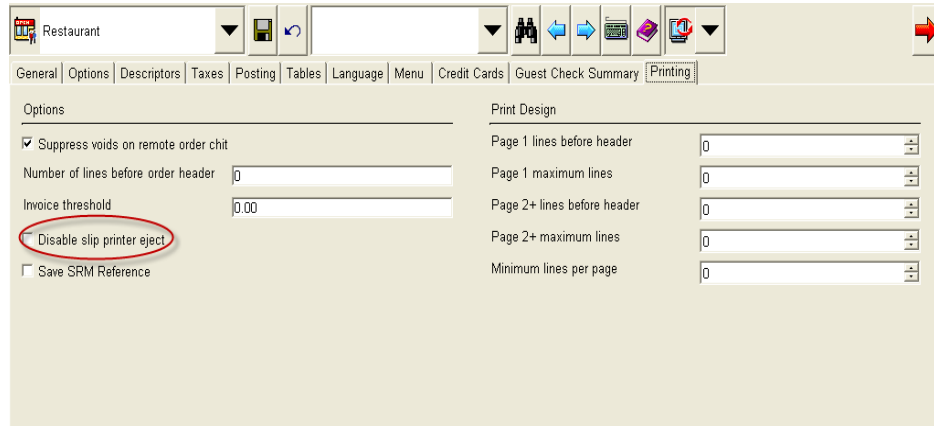 OPEN
Restaurant
General Options Descriptors Taxes Posting Tables Language Menu Credit Cards Guest Check Summary Printing
Options
Suppress voids on remote order chit
Number of lines before order header 0
Invoice threshold 0.00
Disable slip printer eject
Save SRM Reference
Print Design
Page 1 lines before header 0
Page 1 maximum lines 0
Page 2+ lines before header 0
Page 2+ maximum lines 0
Minimum lines per page 0